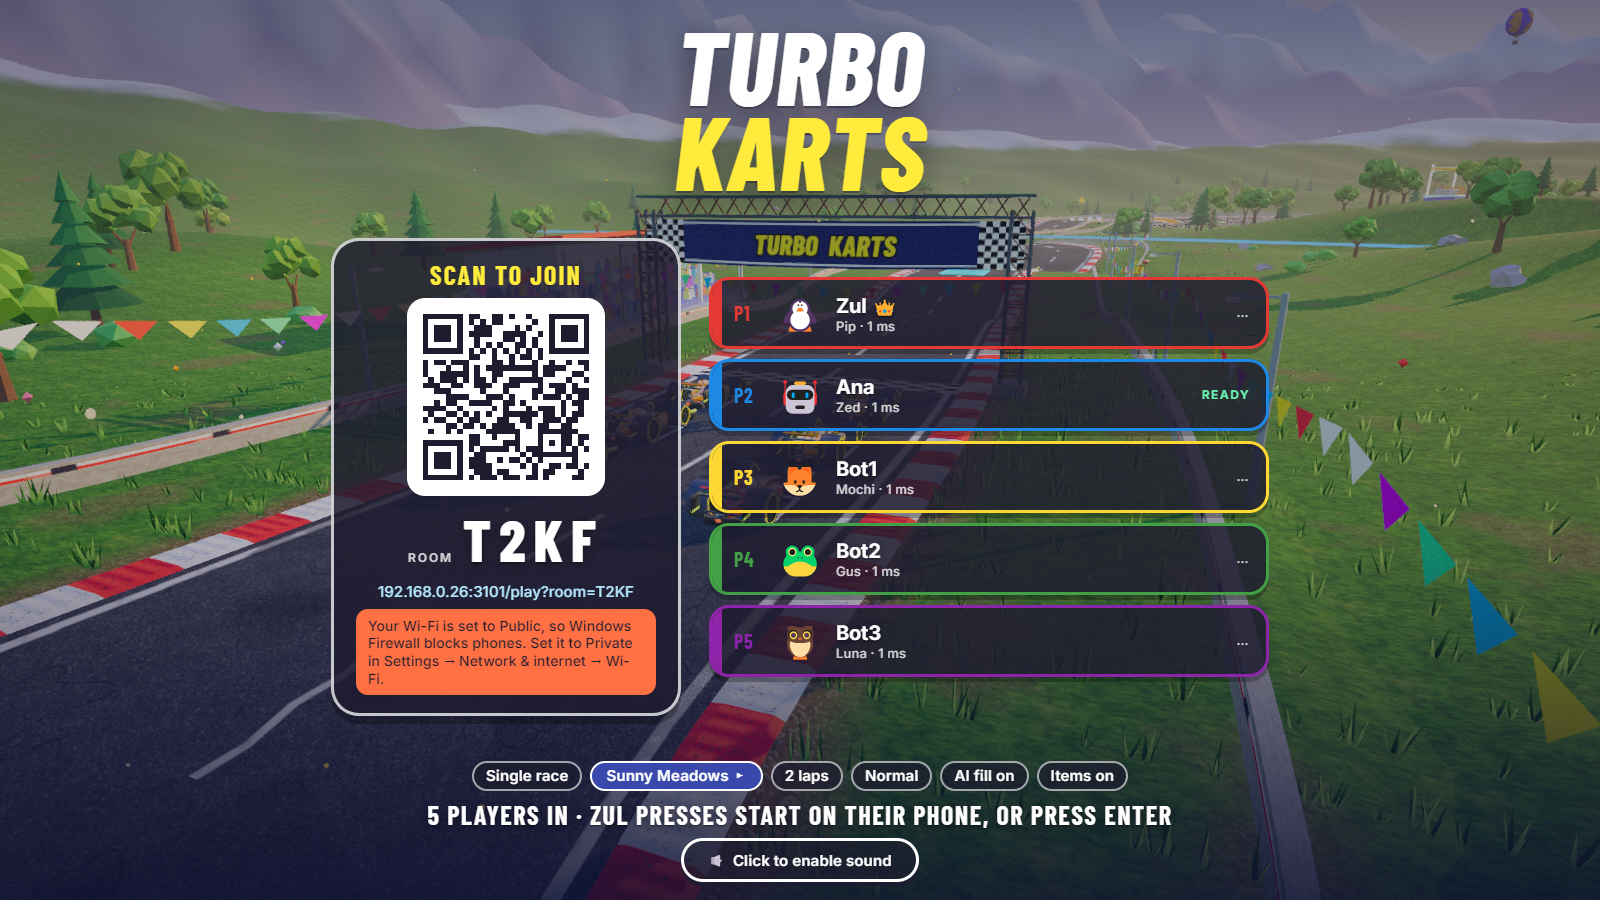 TURBO
KARTS
TURBO KARTS
SCAN TO JOIN
ROOM T2KF
192.168.0.26:3101/play?room=T2KF
Your Wi-Fi is set to Public, so Windows
Firewall blocks phones. Set it to Private
in Settings → Network & internet → Wi-
Fi.
P1 Zul ...
Pip · 1 ms
P2 Ana READY
Zed · 1 ms
P3 Bot1 ...
Mochi · 1 ms
P4 Bot2 ...
Gus · 1 ms
P5 Bot3 ...
Luna · 1 ms
Single race Sunny Meadows ▸ 2 laps Normal AI fill on Items on
5 PLAYERS IN · ZUL PRESSES START ON THEIR PHONE, OR PRESS ENTER
Click to enable sound